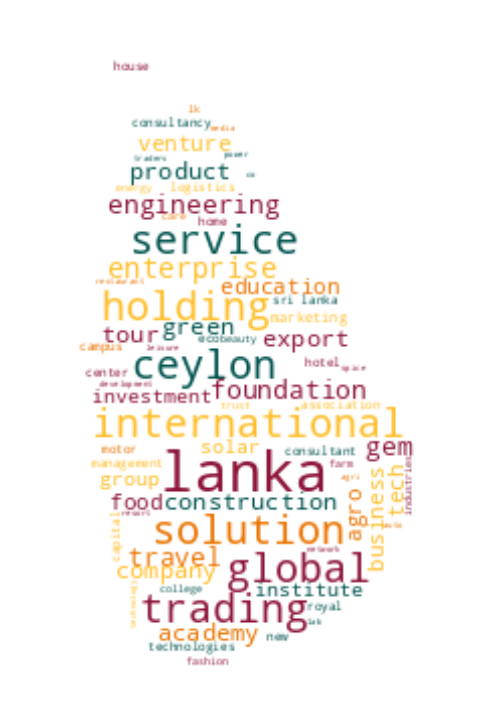 house
lk
consultancy
media
venture
traders
power
product
co
energy
logistics
engineering
care
home
service
enterprise
restaurant
education
holding
sri lanka
marketing
green
tour
ecobeauty
export
campus
leisure
ceylon
hotel
spice
center
development
foundation
investment
trust
association
international
gem
motor
solar
consultant
lanka
management
farm
business
tech
industries
group
agri
food
construction
agro
resort
capital
solution
network
travel
company
global
technology
college
institute
trading
royal
lab
academy
new
technologies
fashion